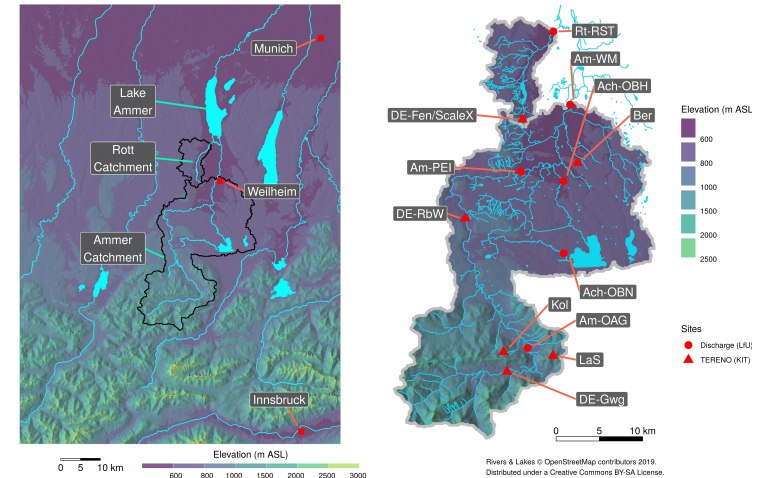 Munich
Lake
Ammer
Rott
Catchment
Weilheim
Ammer
Catchment
Innsbruck
0 5 10 km
Elevation (m ASL)
600 800 1000 1500 2000 2500 3000
Rt-RST
Am-WM
Ach-OBH
DE-Fen/ScaleX
Ber
Am-PEI
DE-RbW
Ach-OBN
Kol
Am-OAG
LaS
DE-Gwg
0 5 10 km
Elevation (m ASL
600
800
1000
1500
2000
2500
Sites
Discharge (LfU)
TERENO (KIT)
Rivers & Lakes © OpenStreetMap contributors 2019.
Distributed under a Creative Commons BY-SA License.